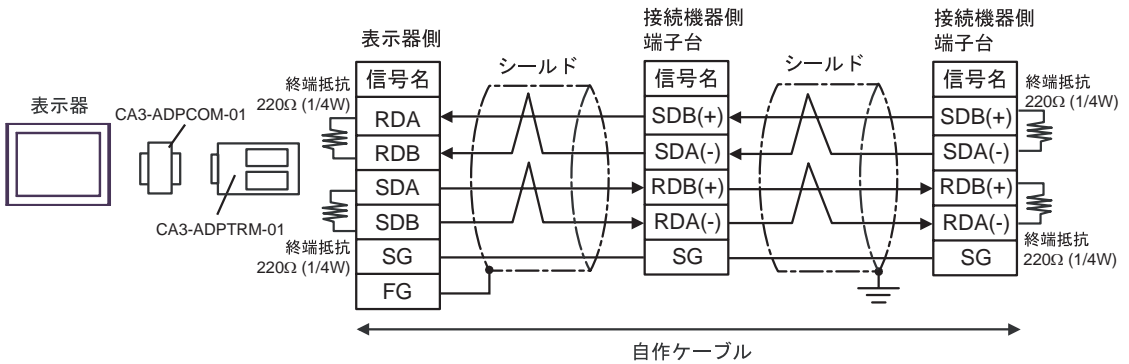 表示器
CA3-ADPCOM-01
CA3-ADPTRM-01
終端抵抗
220Ω (1/4W)
終端抵抗
220Ω (1/4W)
表示器側
信号名
RDA
RDB
SDA
SDB
SG
FG
シールド
接続機器側
端子台
信号名
SDB(+)
SDA(-)
RDB(+)
RDA(-)
SG
シールド
接続機器側
端子台
信号名
SDB(+)
SDA(-)
RDB(+)
RDA(-)
SG
終端抵抗
220Ω (1/4W)
終端抵抗
220Ω (1/4W)
自作ケーブル